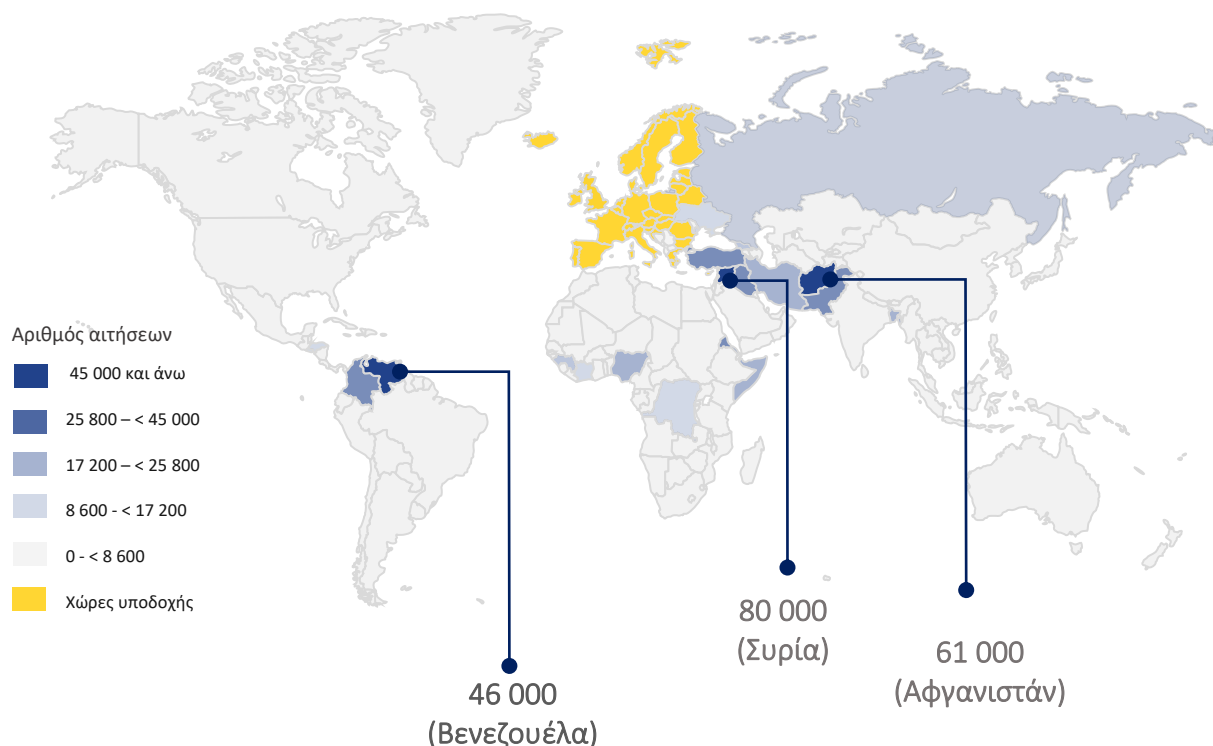 Αριθμός αιτήσεων
45 000 και άνω
25 800 – < 45 000
17 200 – < 25 800
8 600 - < 17 200
0 - < 8 600
Χώρες υποδοχής
80 000
(Συρία)
61 000
(Αφγανιστάν)
46 000
(Βενεζουέλα)